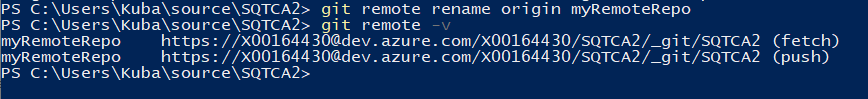 PS C:\Users\Kuba\source\SQTCA2> git remote rename origin myRemoteRepo
PS C:\Users\Kuba\source\SQTCA2> git remote -v
myRemoteRepo    https://X00164430@dev.azure.com/X00164430/SQTCA2/_git/SQTCA2 (fetch)
myRemoteRepo    https://X00164430@dev.azure.com/X00164430/SQTCA2/_git/SQTCA2 (push)
PS C:\Users\Kuba\source\SQTCA2>